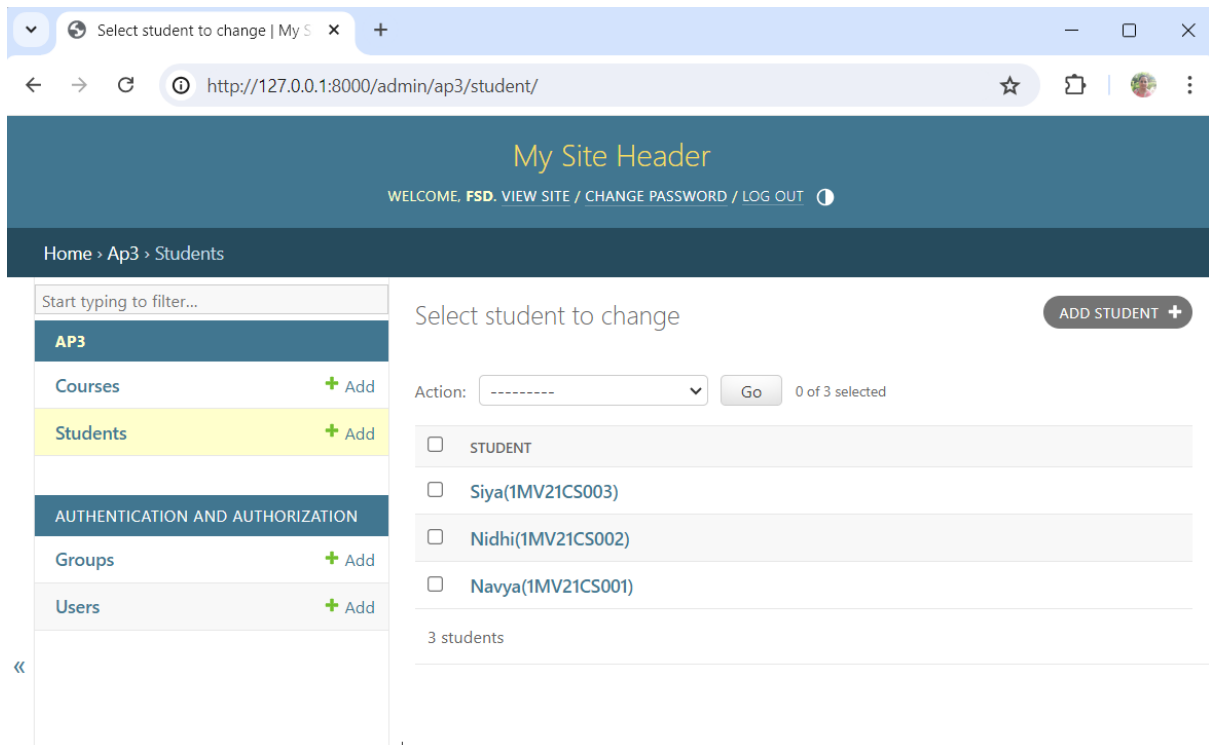 Select student to change | My S
http://127.0.0.1:8000/admin/ap3/student/
My Site Header
WELCOME, FSD. VIEW SITE / CHANGE PASSWORD / LOG OUT
Home › Ap3 › Students
Start typing to filter...
AP3
Courses + Add
Students + Add
AUTHENTICATION AND AUTHORIZATION
Groups + Add
Users + Add
«
Select student to change
ADD STUDENT +
Action: --------- Go 0 of 3 selected
STUDENT
Siya(1MV21CS003)
Nidhi(1MV21CS002)
Navya(1MV21CS001)
3 students